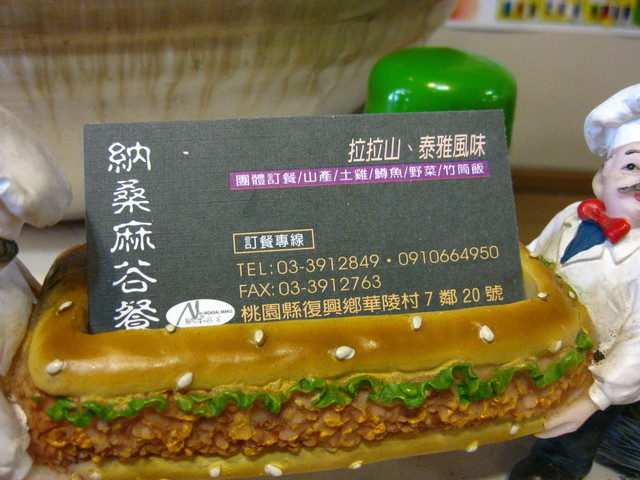 納桑麻谷餐
拉拉山、泰雅風味
團體訂餐/山產/土雞/鱒魚/野菜/竹筒飯
訂餐專線
TEL:03-3912849・0910664950
FAX:03-3912763
桃園縣復興鄉華陵村7鄰20號